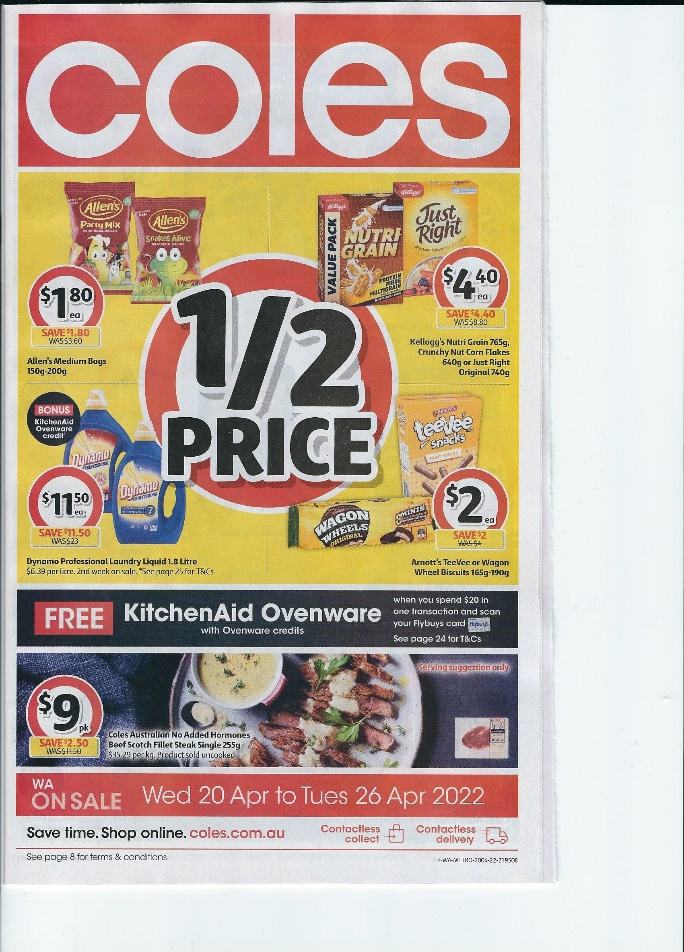 coles
Allen's
Party Mix
Allen's
Snakes Alive
$1.80
ea
SAVE $1.80
WAS $3.60
Allen's Medium Bags
150g-200g
VALUE PACK
Kellogg's
NUTRI
GRAIN
Kellogg's
Just
Right
$4.40
ea
SAVE $4.40
WAS $8.80
Kellogg's Nutri Grain 765g,
Crunchy Nut Corn Flakes
640g or Just Right
Original 740g
1/2
PRICE
BONUS
KitchenAid
Ovenware
credit*
Dynamo
PROFESSIONAL
Dynamo
PROFESSIONAL
7
$11.50
ea
SAVE $11.50
WAS $23
Dynamo Professional Laundry Liquid 1.8 Litre
$6.39 per litre. 2nd week on sale. *See page 25 for T&Cs
TeeVee
snacks
WAGON
WHEELS
ORIGINAL
MINIS
$2
ea
SAVE $2
WAS $4
Arnott's TeeVee or Wagon
Wheel Biscuits 165g-190g
FREE
KitchenAid Ovenware
with Ovenware credits
when you spend $20 in
one transaction and scan
your Flybuys card flybuys
See page 24 for T&Cs
Serving suggestion only
$9
pk
SAVE $2.50
WAS $11.50
Coles Australian No Added Hormones
Beef Scotch Fillet Steak Single 255g
$35.29 per kg. Product sold uncooked
WA
ON SALE
Wed 20 Apr to Tues 26 Apr 2022
Save time. Shop online. coles.com.au
Contactless
collect
Contactless
delivery
See page 8 for terms & conditions.